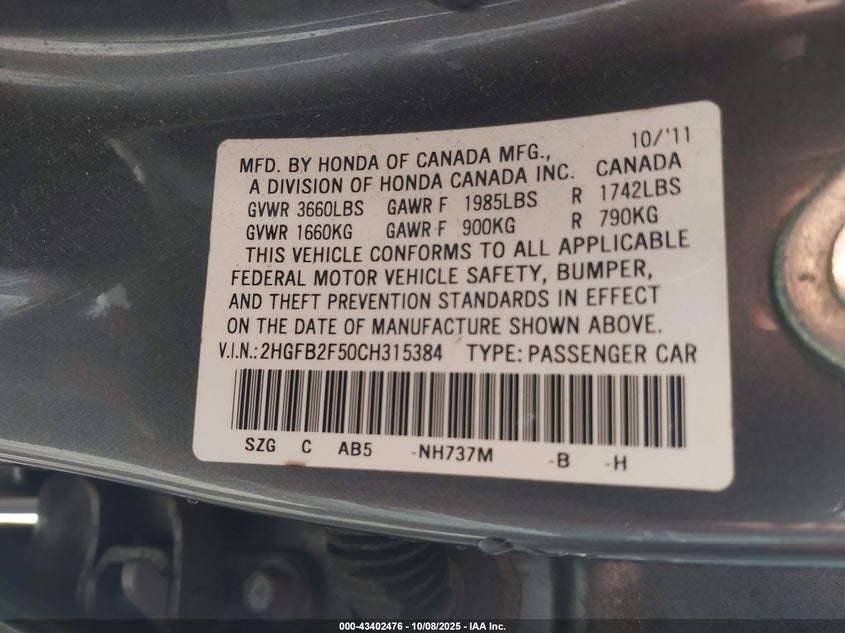 10/'11
MFD. BY HONDA OF CANADA MFG.,
A DIVISION OF HONDA CANADA INC. CANADA
GVWR 3660LBS GAWR F 1985LBS R 1742LBS
GVWR 1660KG GAWR F 900KG R 790KG
THIS VEHICLE CONFORMS TO ALL APPLICABLE
FEDERAL MOTOR VEHICLE SAFETY, BUMPER,
AND THEFT PREVENTION STANDARDS IN EFFECT
ON THE DATE OF MANUFACTURE SHOWN ABOVE.
V.I.N.: 2HGFB2F50CH315384 TYPE: PASSENGER CAR
SZG C AB5 -NH737M -B -H
000-43402476 - 10/08/2025 - IAA Inc.